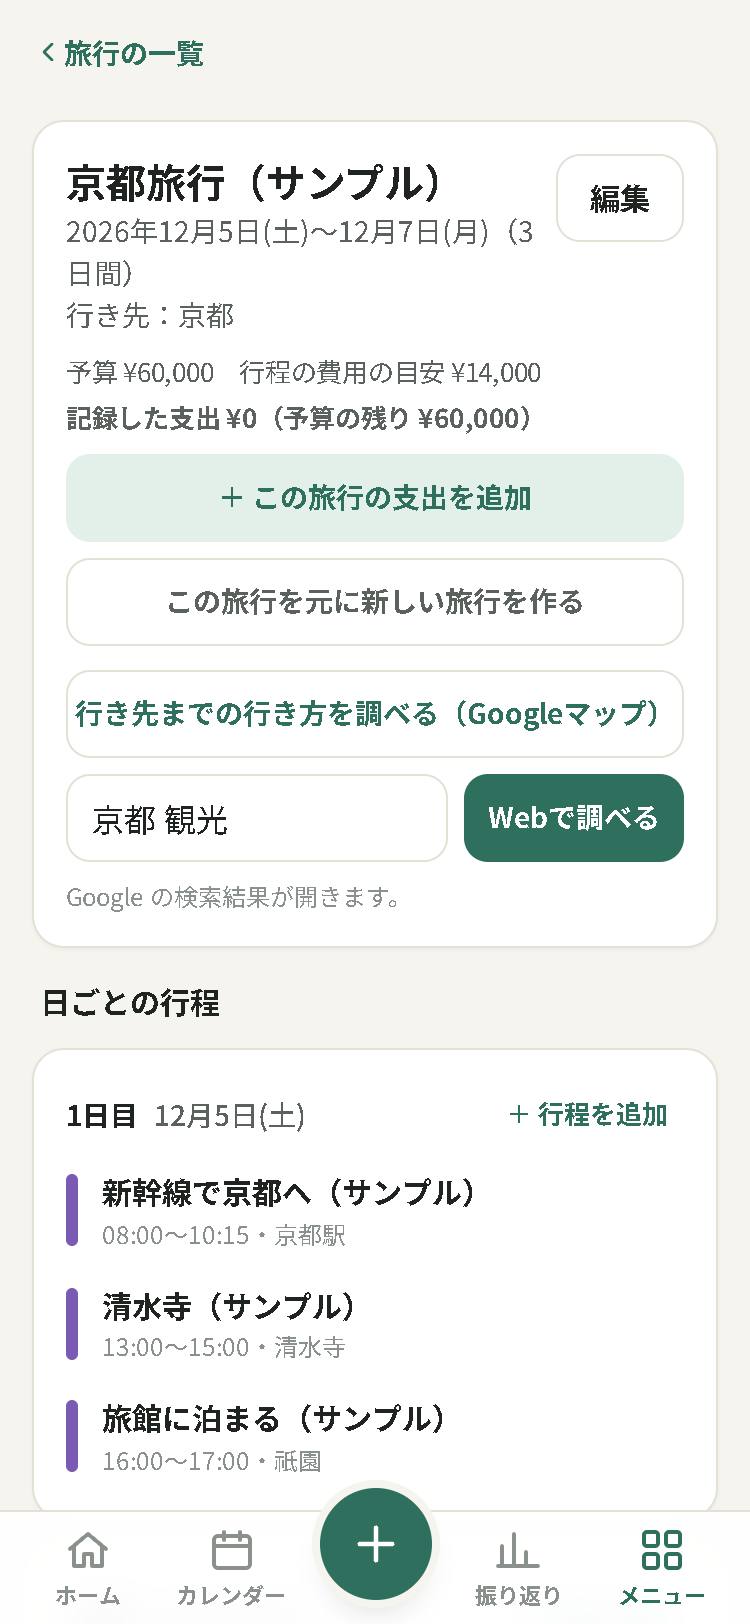 旅行の一覧
京都旅行（サンプル）
編集
2026年12月5日(土)〜12月7日(月)（3
日間）
行き先：京都
予算 ¥60,000　行程の費用の目安 ¥14,000
記録した支出 ¥0（予算の残り ¥60,000）
＋ この旅行の支出を追加
この旅行を元に新しい旅行を作る
行き先までの行き方を調べる（Googleマップ）
京都 観光
Webで調べる
Google の検索結果が開きます。
日ごとの行程
1日目 12月5日(土)
＋ 行程を追加
新幹線で京都へ（サンプル）
08:00〜10:15・京都駅
清水寺（サンプル）
13:00〜15:00・清水寺
旅館に泊まる（サンプル）
16:00〜17:00・祇園
ホーム
カレンダー
振り返り
メニュー